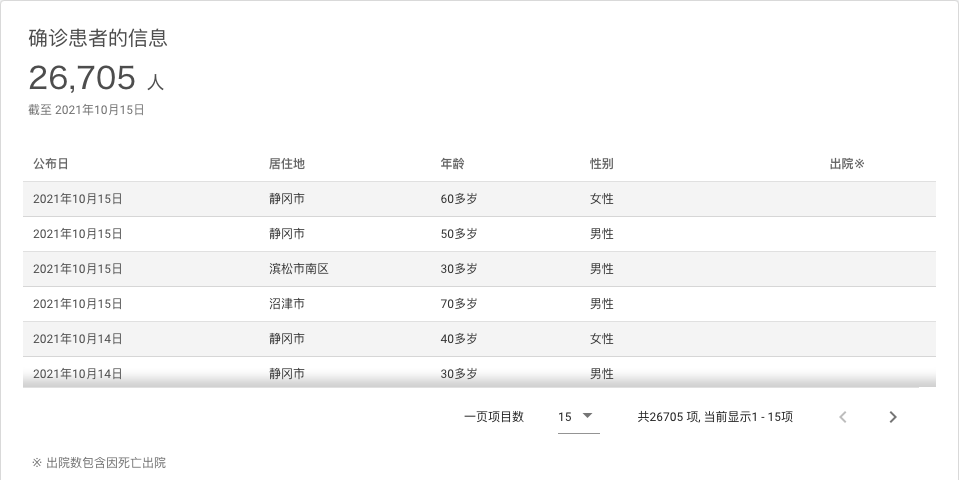 确诊患者的信息
26,705 人
截至 2021年10月15日
公布日 居住地 年龄 性别 出院※
2021年10月15日 静冈市 60多岁 女性
2021年10月15日 静冈市 50多岁 男性
2021年10月15日 滨松市南区 30多岁 男性
2021年10月15日 沼津市 70多岁 男性
2021年10月14日 静冈市 40多岁 女性
2021年10月14日 静冈市 30多岁 男性
一页项目数 15 共26705 项, 当前显示1 - 15项
※ 出院数包含因死亡出院